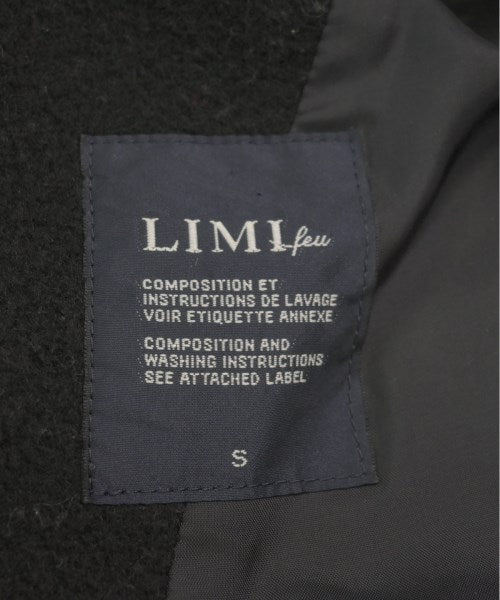 LIMI feu
COMPOSITION ET
INSTRUCTIONS DE LAVAGE
VOIR ETIQUETTE ANNEXE
COMPOSITION AND
WASHING INSTRUCTIONS
SEE ATTACHED LABEL
S